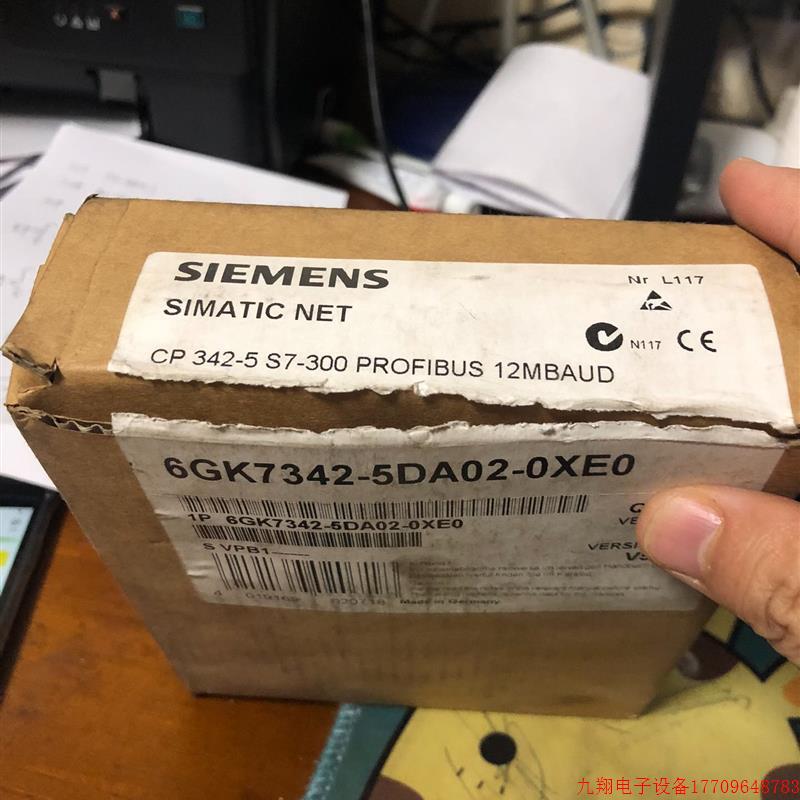 SIEMENS
SIMATIC NET
Nr L117
N117 CE
CP 342-5 S7-300 PROFIBUS 12MBAUD
6GK7342-5DA02-0XE0
1P 6GK7342-5DA02-0XE0
S VPB1
Made in Germany
九翔电子设备17709648783